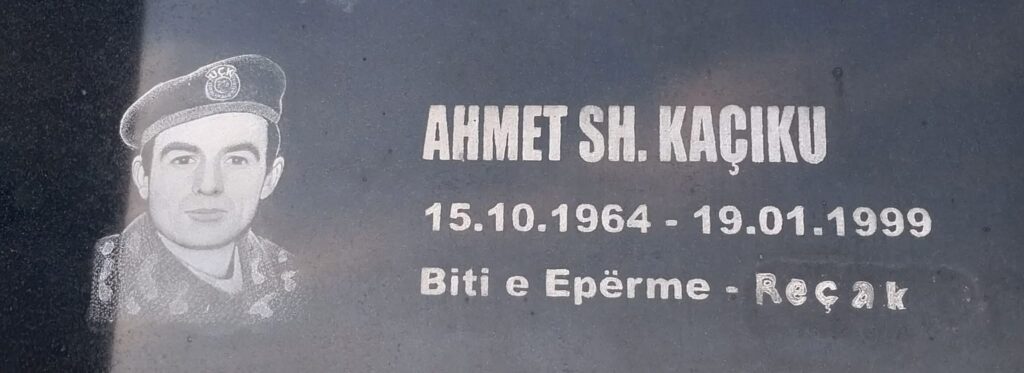 UÇK
AHMET SH. KAÇIKU
15.10.1964 - 19.01.1999
Biti e Epërme - Reçak